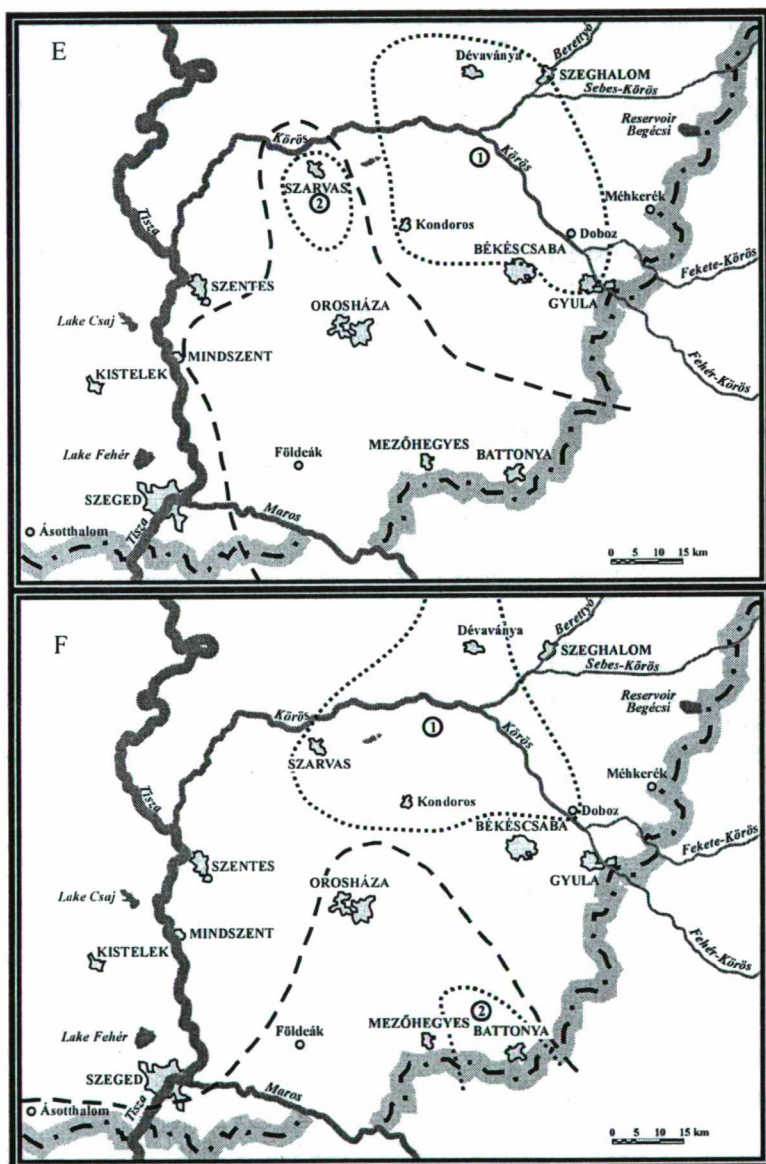 E
Dévaványa
Berettyó
SZEGHALOM
Sebes-Körös
Reservoir
Begécsi
Körös
1
Körös
SZARVAS
2
Méhkerék
Tisza
Kondoros
Doboz
BÉKÉSCSABA
Fekete-Körös
SZENTES
GYULA
Lake Csaj
OROSHÁZA
MINDSZENT
KISTELEK
Fehér-Körös
Lake Fehér
Földeák
MEZŐHEGYES
BATTONYA
SZEGED
Maros
Ásotthalom
Tisza
0 5 10 15 km
F
Dévaványa
Berettyó
SZEGHALOM
Sebes-Körös
Reservoir
Begécsi
Körös
1
Körös
SZARVAS
Méhkerék
Tisza
Kondoros
Doboz
BÉKÉSCSABA
Fekete-Körös
SZENTES
GYULA
OROSHÁZA
Lake Csaj
MINDSZENT
KISTELEK
Fehér-Körös
2
Lake Fehér
Földeák
MEZŐHEGYES
BATTONYA
SZEGED
Maros
Ásotthalom
Tisza
0 5 10 15 km